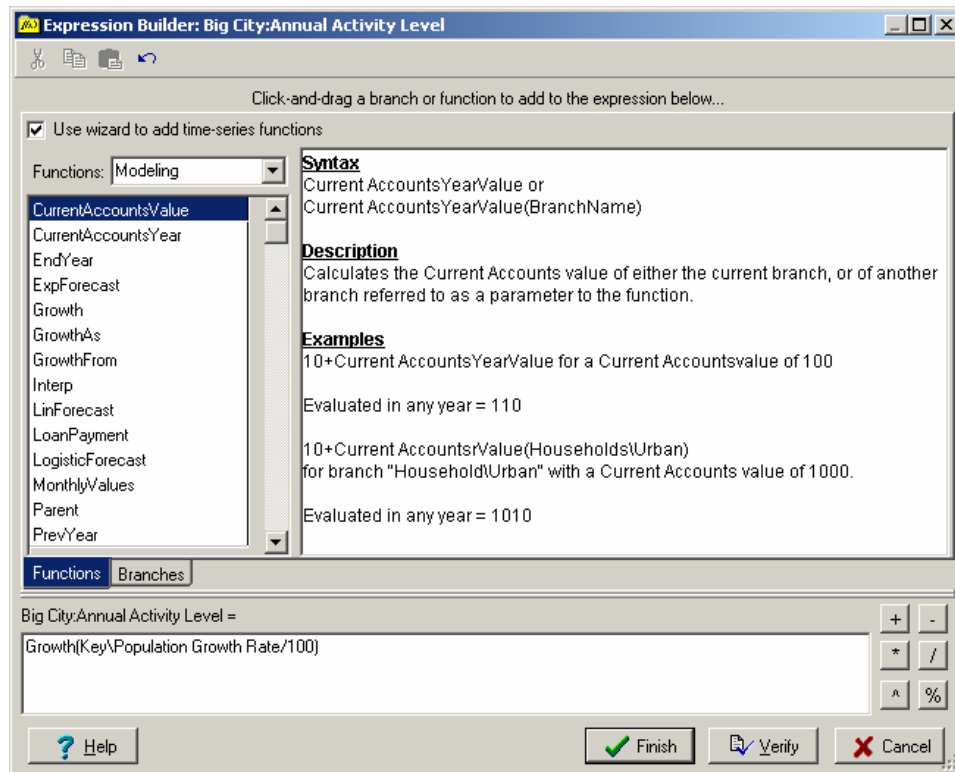 Expression Builder: Big City:Annual Activity Level
Click-and-drag a branch or function to add to the expression below...
Use wizard to add time-series functions
Functions: Modeling
CurrentAccountsValue
CurrentAccountsYear
EndYear
ExpForecast
Growth
GrowthAs
GrowthFrom
Interp
LinForecast
LoanPayment
LogisticForecast
MonthlyValues
Parent
PrevYear
Syntax
Current AccountsYearValue or
Current AccountsYearValue(BranchName)
Description
Calculates the Current Accounts value of either the current branch, or of another
branch referred to as a parameter to the function.
Examples
10+Current AccountsYearValue for a Current Accountsvalue of 100
Evaluated in any year = 110
10+Current AccountsrValue(Households\Urban)
for branch "Household\Urban" with a Current Accounts value of 1000.
Evaluated in any year = 1010
Functions Branches
Big City:Annual Activity Level =
Growth(Key\Population Growth Rate/100)
+ -
* /
^ %
? Help
Finish
Verify
Cancel